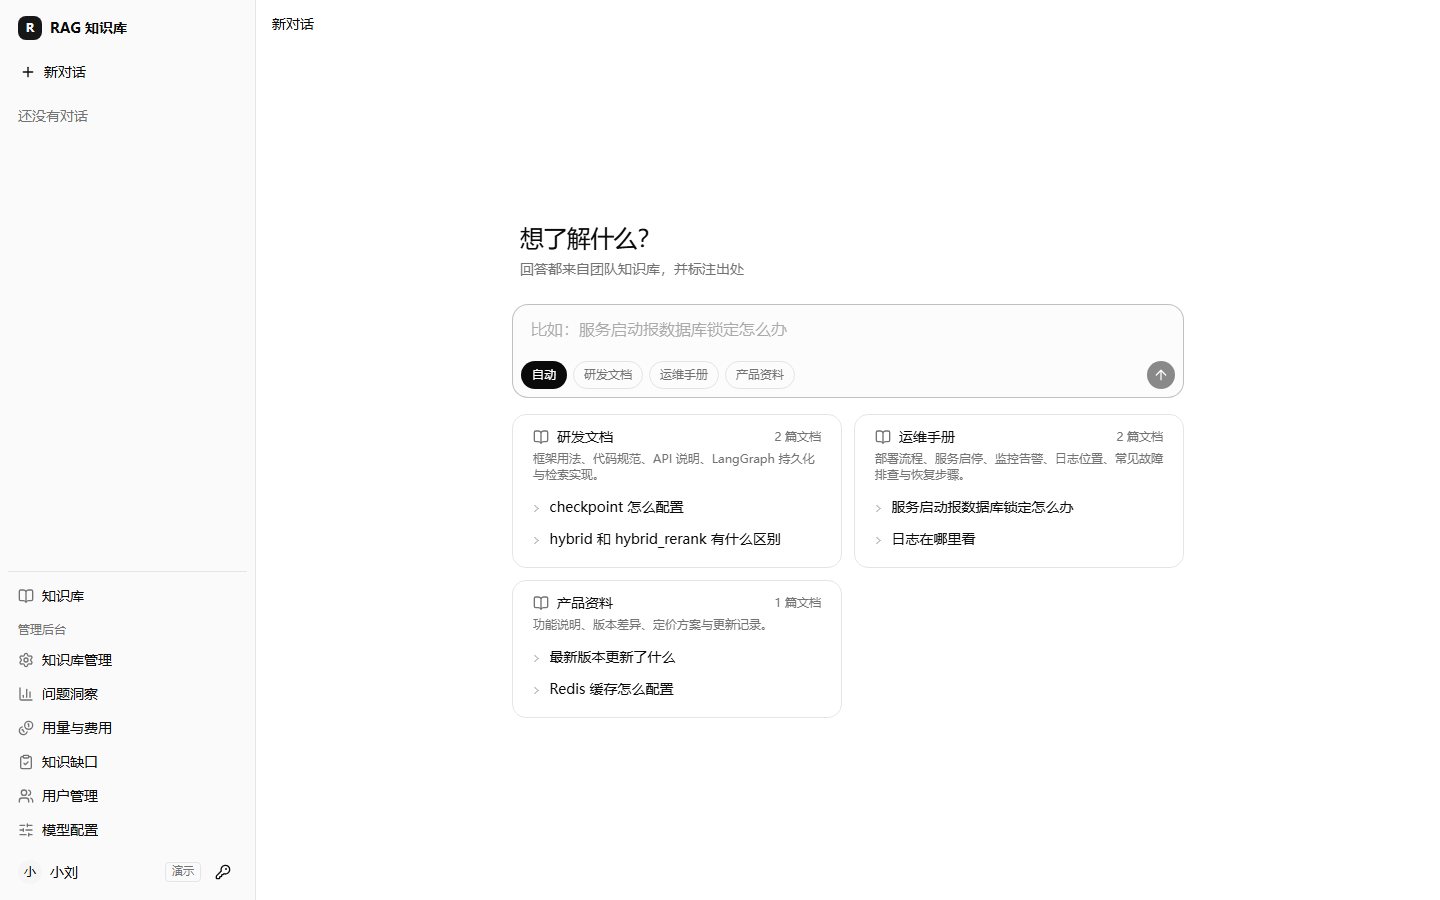 R RAG 知识库
新对话
还没有对话
知识库
管理后台
知识库管理
问题洞察
用量与费用
知识缺口
用户管理
模型配置
小 小刘 演示
新对话
想了解什么？
回答都来自团队知识库，并标注出处
比如：服务启动报数据库锁定怎么办
自动 研发文档 运维手册 产品资料
研发文档 2 篇文档
框架用法、代码规范、API 说明、LangGraph 持久化
与检索实现。
checkpoint 怎么配置
hybrid 和 hybrid_rerank 有什么区别
运维手册 2 篇文档
部署流程、服务启停、监控告警、日志位置、常见故障
排查与恢复步骤。
服务启动报数据库锁定怎么办
日志在哪里看
产品资料 1 篇文档
功能说明、版本差异、定价方案与更新记录。
最新版本更新了什么
Redis 缓存怎么配置